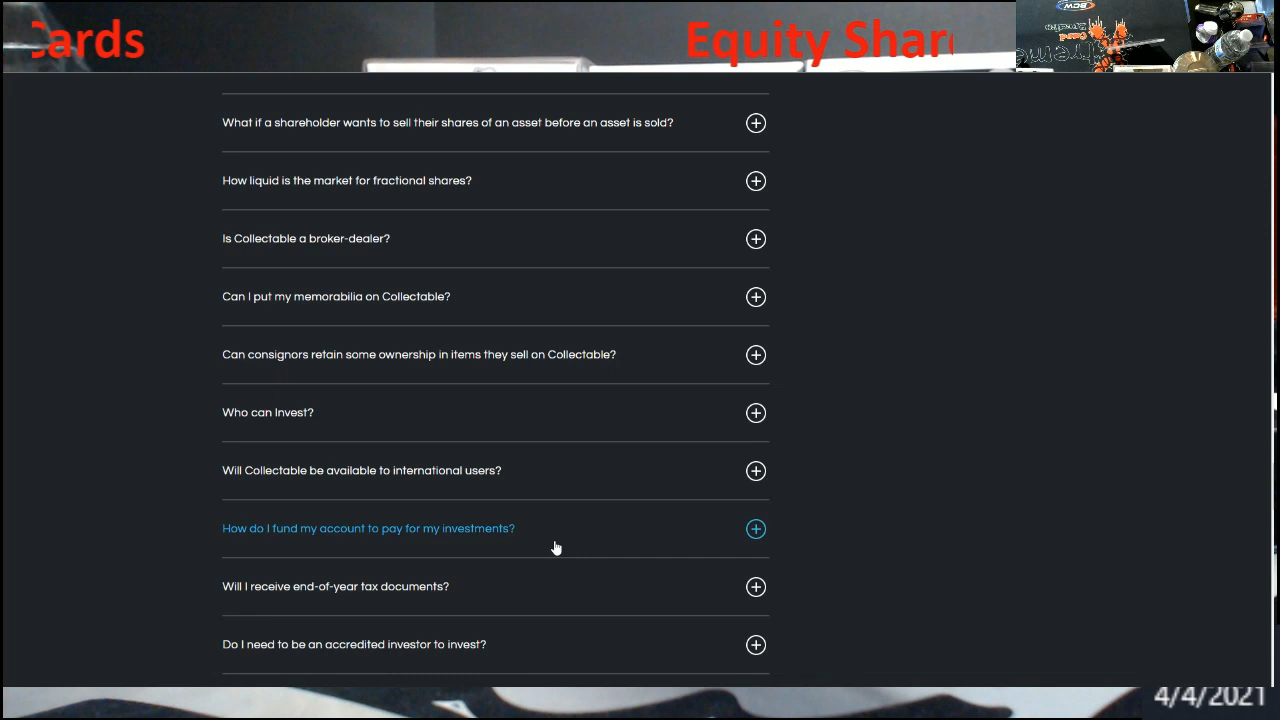 ards
Equity Shar
BCW
What if a shareholder wants to sell their shares of an asset before an asset is sold?
How liquid is the market for fractional shares?
Is Collectable a broker-dealer?
Can I put my memorabilia on Collectable?
Can consignors retain some ownership in items they sell on Collectable?
Who can Invest?
Will Collectable be available to international users?
How do I fund my account to pay for my investments?
Will I receive end-of-year tax documents?
Do I need to be an accredited investor to invest?
4/4/2021